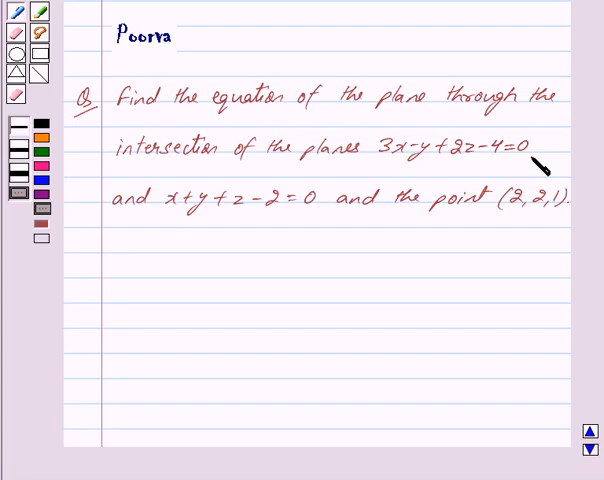 Poorva
Q Find the equation of the plane through the
intersection of the planes 3x-y+2z-4=0
and x+y+z-2=0 and the point (2,2,1).